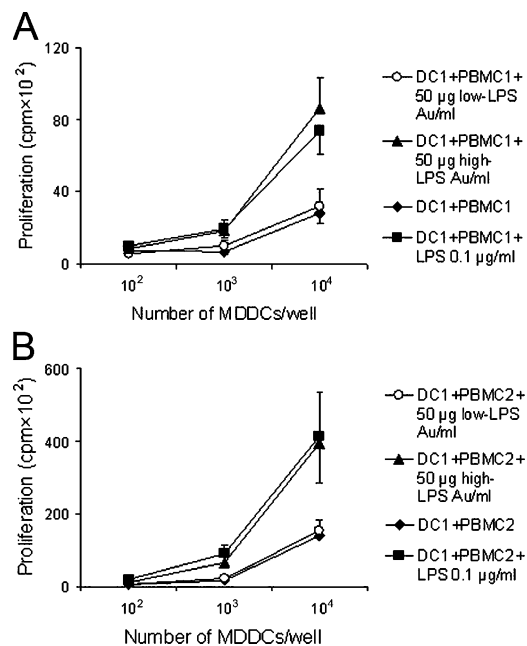 A
Proliferation (cpm×10²)
120
80
40
0
10²
10³
10⁴
Number of MDDCs/well
DC1+PBMC1+
50 µg low-LPS
Au/ml
DC1+PBMC1+
50 µg high-
LPS Au/ml
DC1+PBMC1
DC1+PBMC1+
LPS 0.1 µg/ml
B
Proliferation (cpm×10²)
600
400
200
0
10²
10³
10⁴
Number of MDDCs/well
DC1+PBMC2+
50 µg low-LPS
Au/ml
DC1+PBMC2+
50 µg high-
LPS Au/ml
DC1+PBMC2
DC1+PBMC2+
LPS 0.1 µg/ml